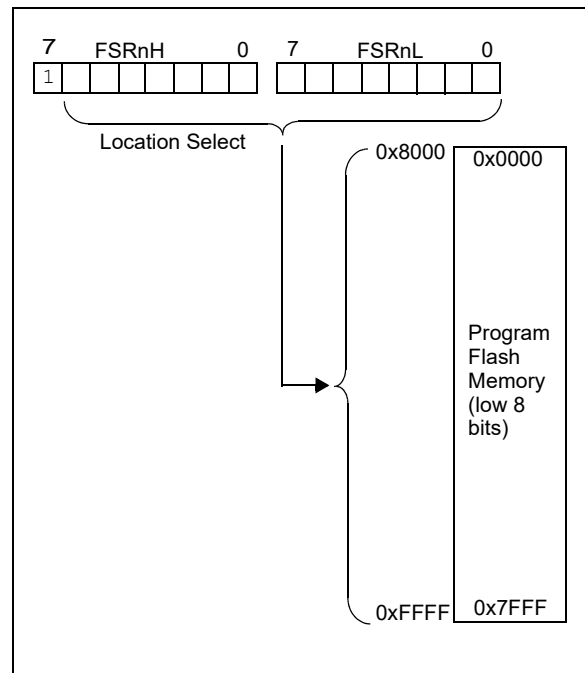 7 FSRnH 0 7 FSRnL 0
1
Location Select
0x8000 0x0000
Program
Flash
Memory
(low 8
bits)
0xFFFF 0x7FFF